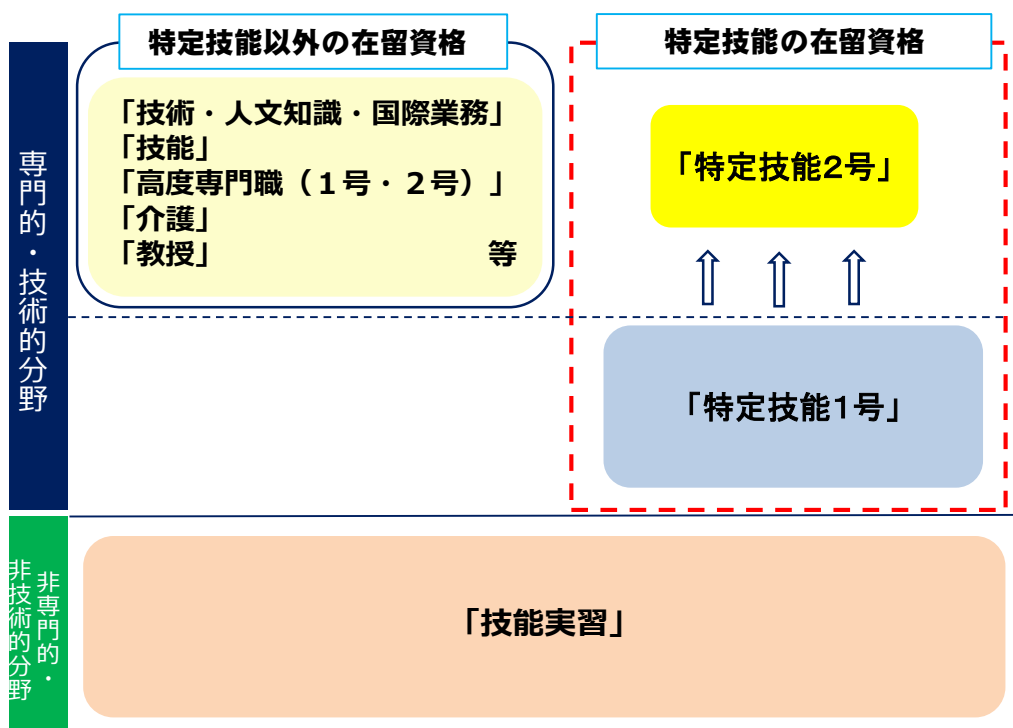 特定技能以外の在留資格
特定技能の在留資格
専門的・技術的分野
「技術・人文知識・国際業務」
「技能」
「高度専門職（１号・２号）」
「介護」
「教授」 等
「特定技能2号」
「特定技能1号」
非専門的・
非技術的分野
「技能実習」